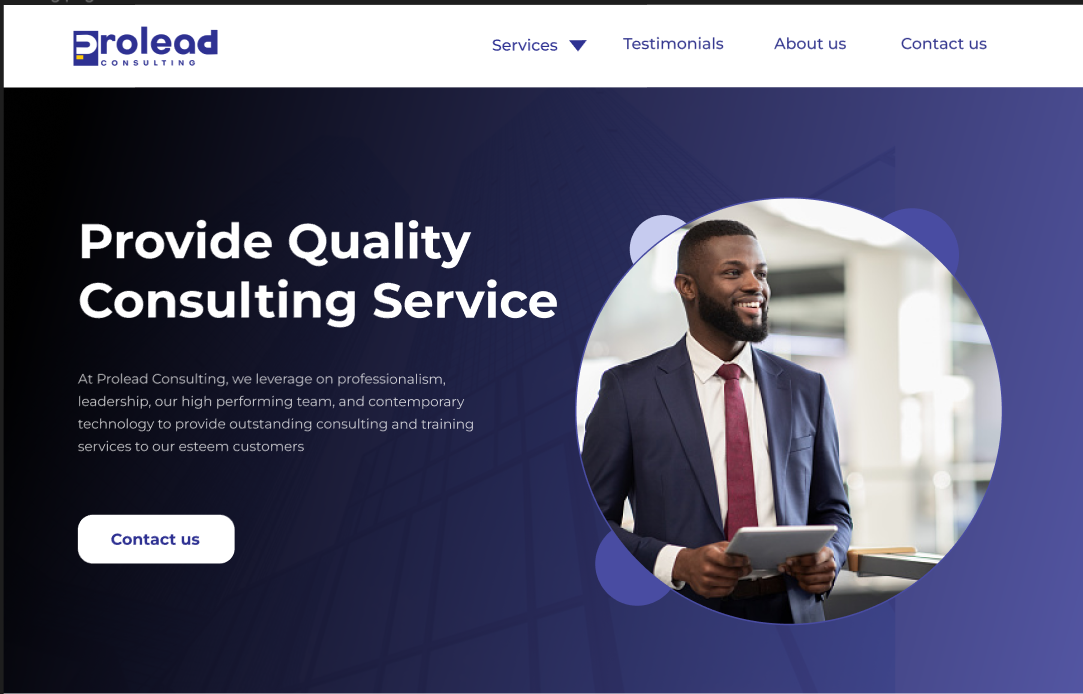 Prolead
CONSULTING
Services
Testimonials
About us
Contact us
Provide Quality
Consulting Service
At Prolead Consulting, we leverage on professionalism,
leadership, our high performing team, and contemporary
technology to provide outstanding consulting and training
services to our esteem customers
Contact us